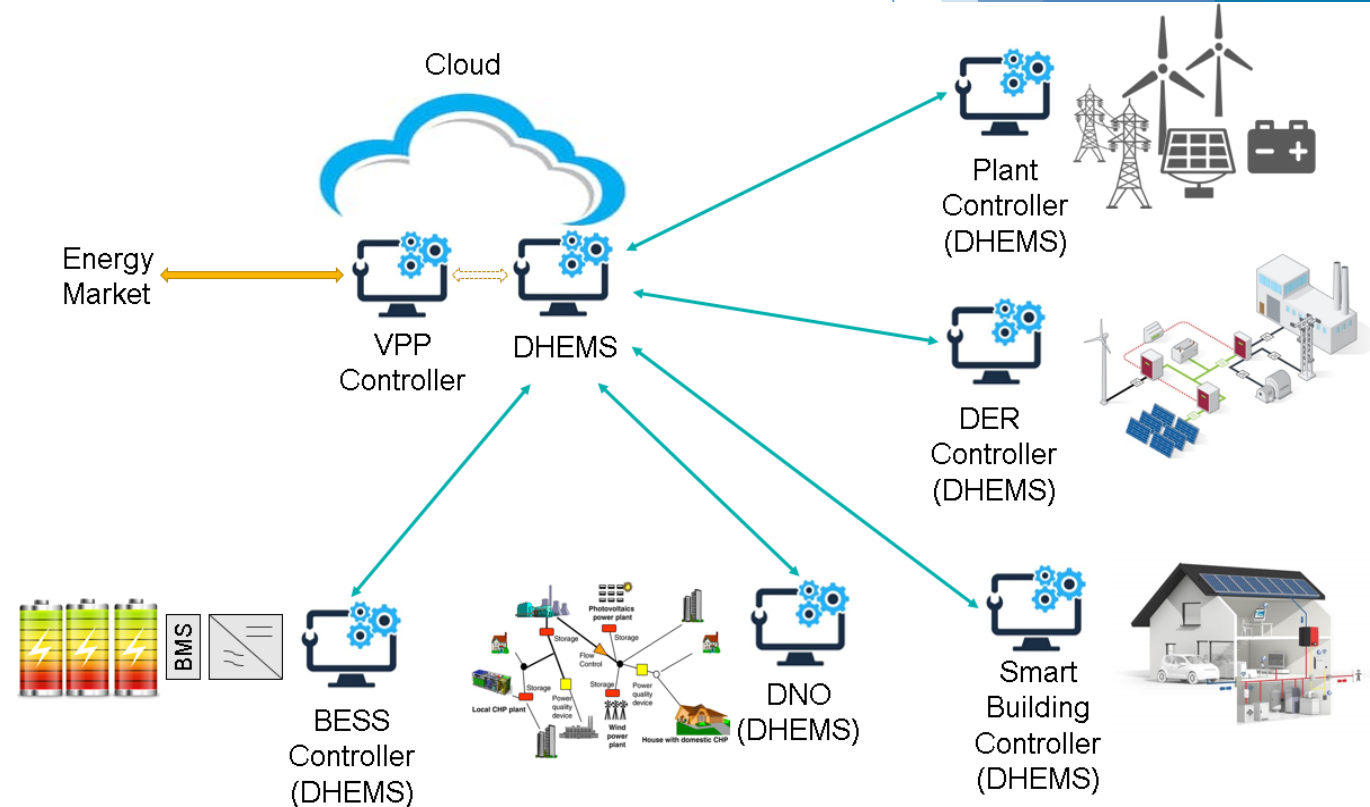 Cloud
Energy
Market
VPP
Controller
DHEMS
Plant
Controller
(DHEMS)
DER
Controller
(DHEMS)
BMS
BESS
Controller
(DHEMS)
Photovoltaics
power plant
Storage
Storage
Flow
Control
Storage
Storage
Power
quality
device
Local CHP plant
Power
quality
device
Wind
power
plant
House with domestic CHP
DNO
(DHEMS)
Smart
Building
Controller
(DHEMS)